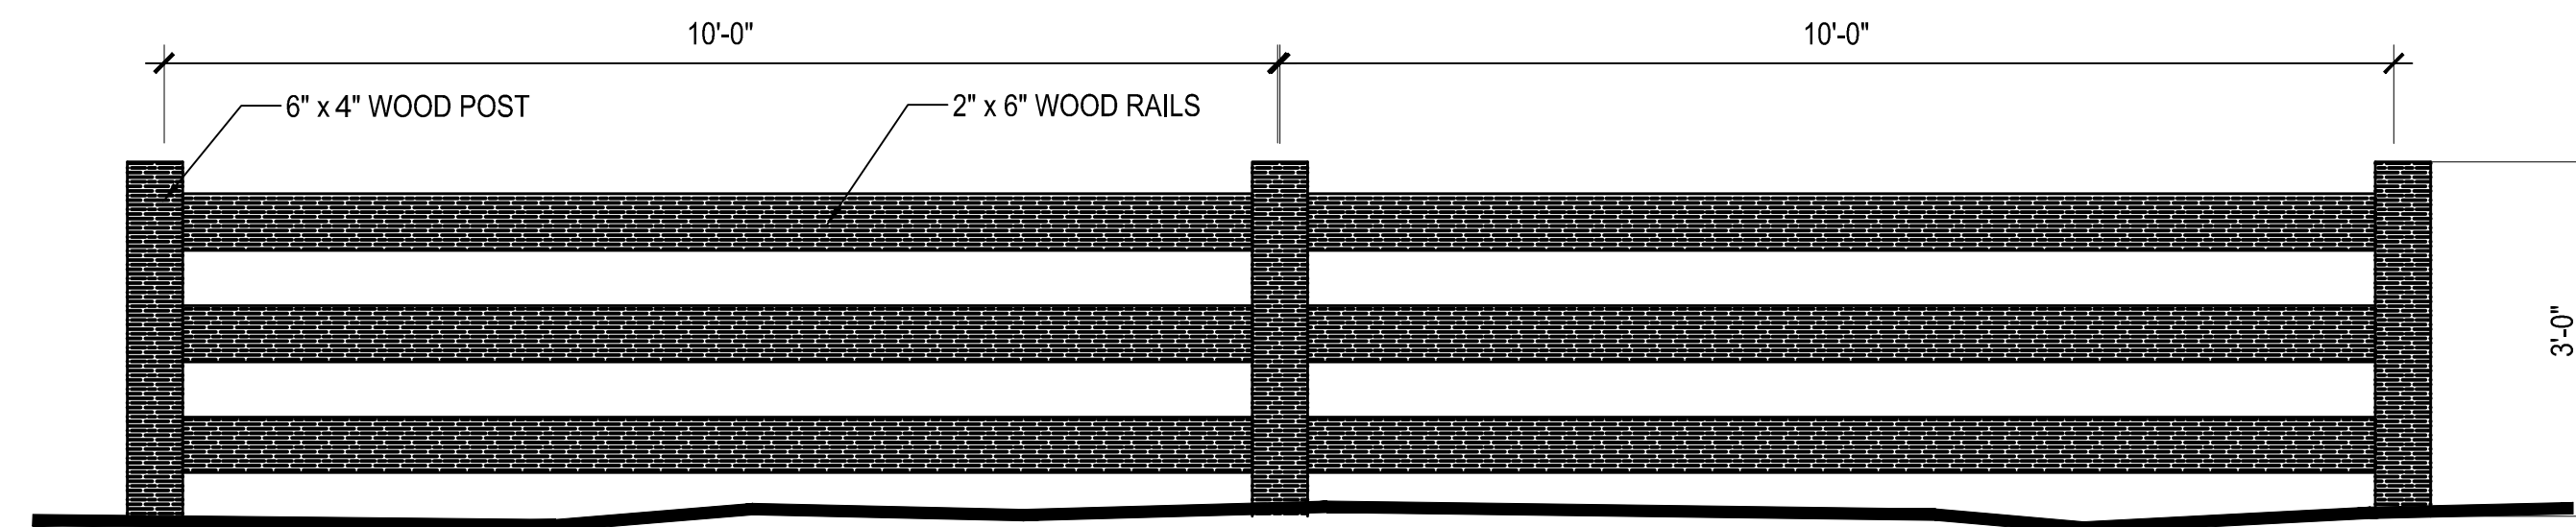 10'-0"
10'-0"
6" x 4" WOOD POST
2" x 6" WOOD RAILS
3'-0"